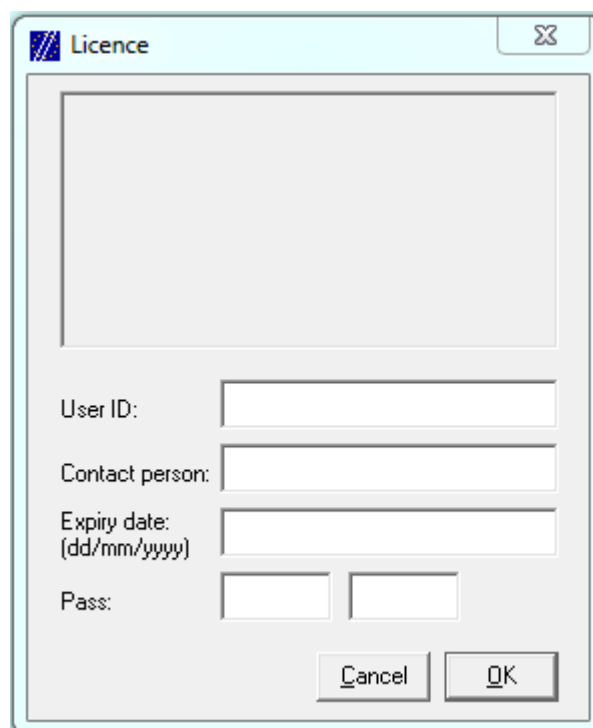 Licence
User ID:
Contact person:
Expiry date:
(dd/mm/yyyy)
Pass:
Cancel OK